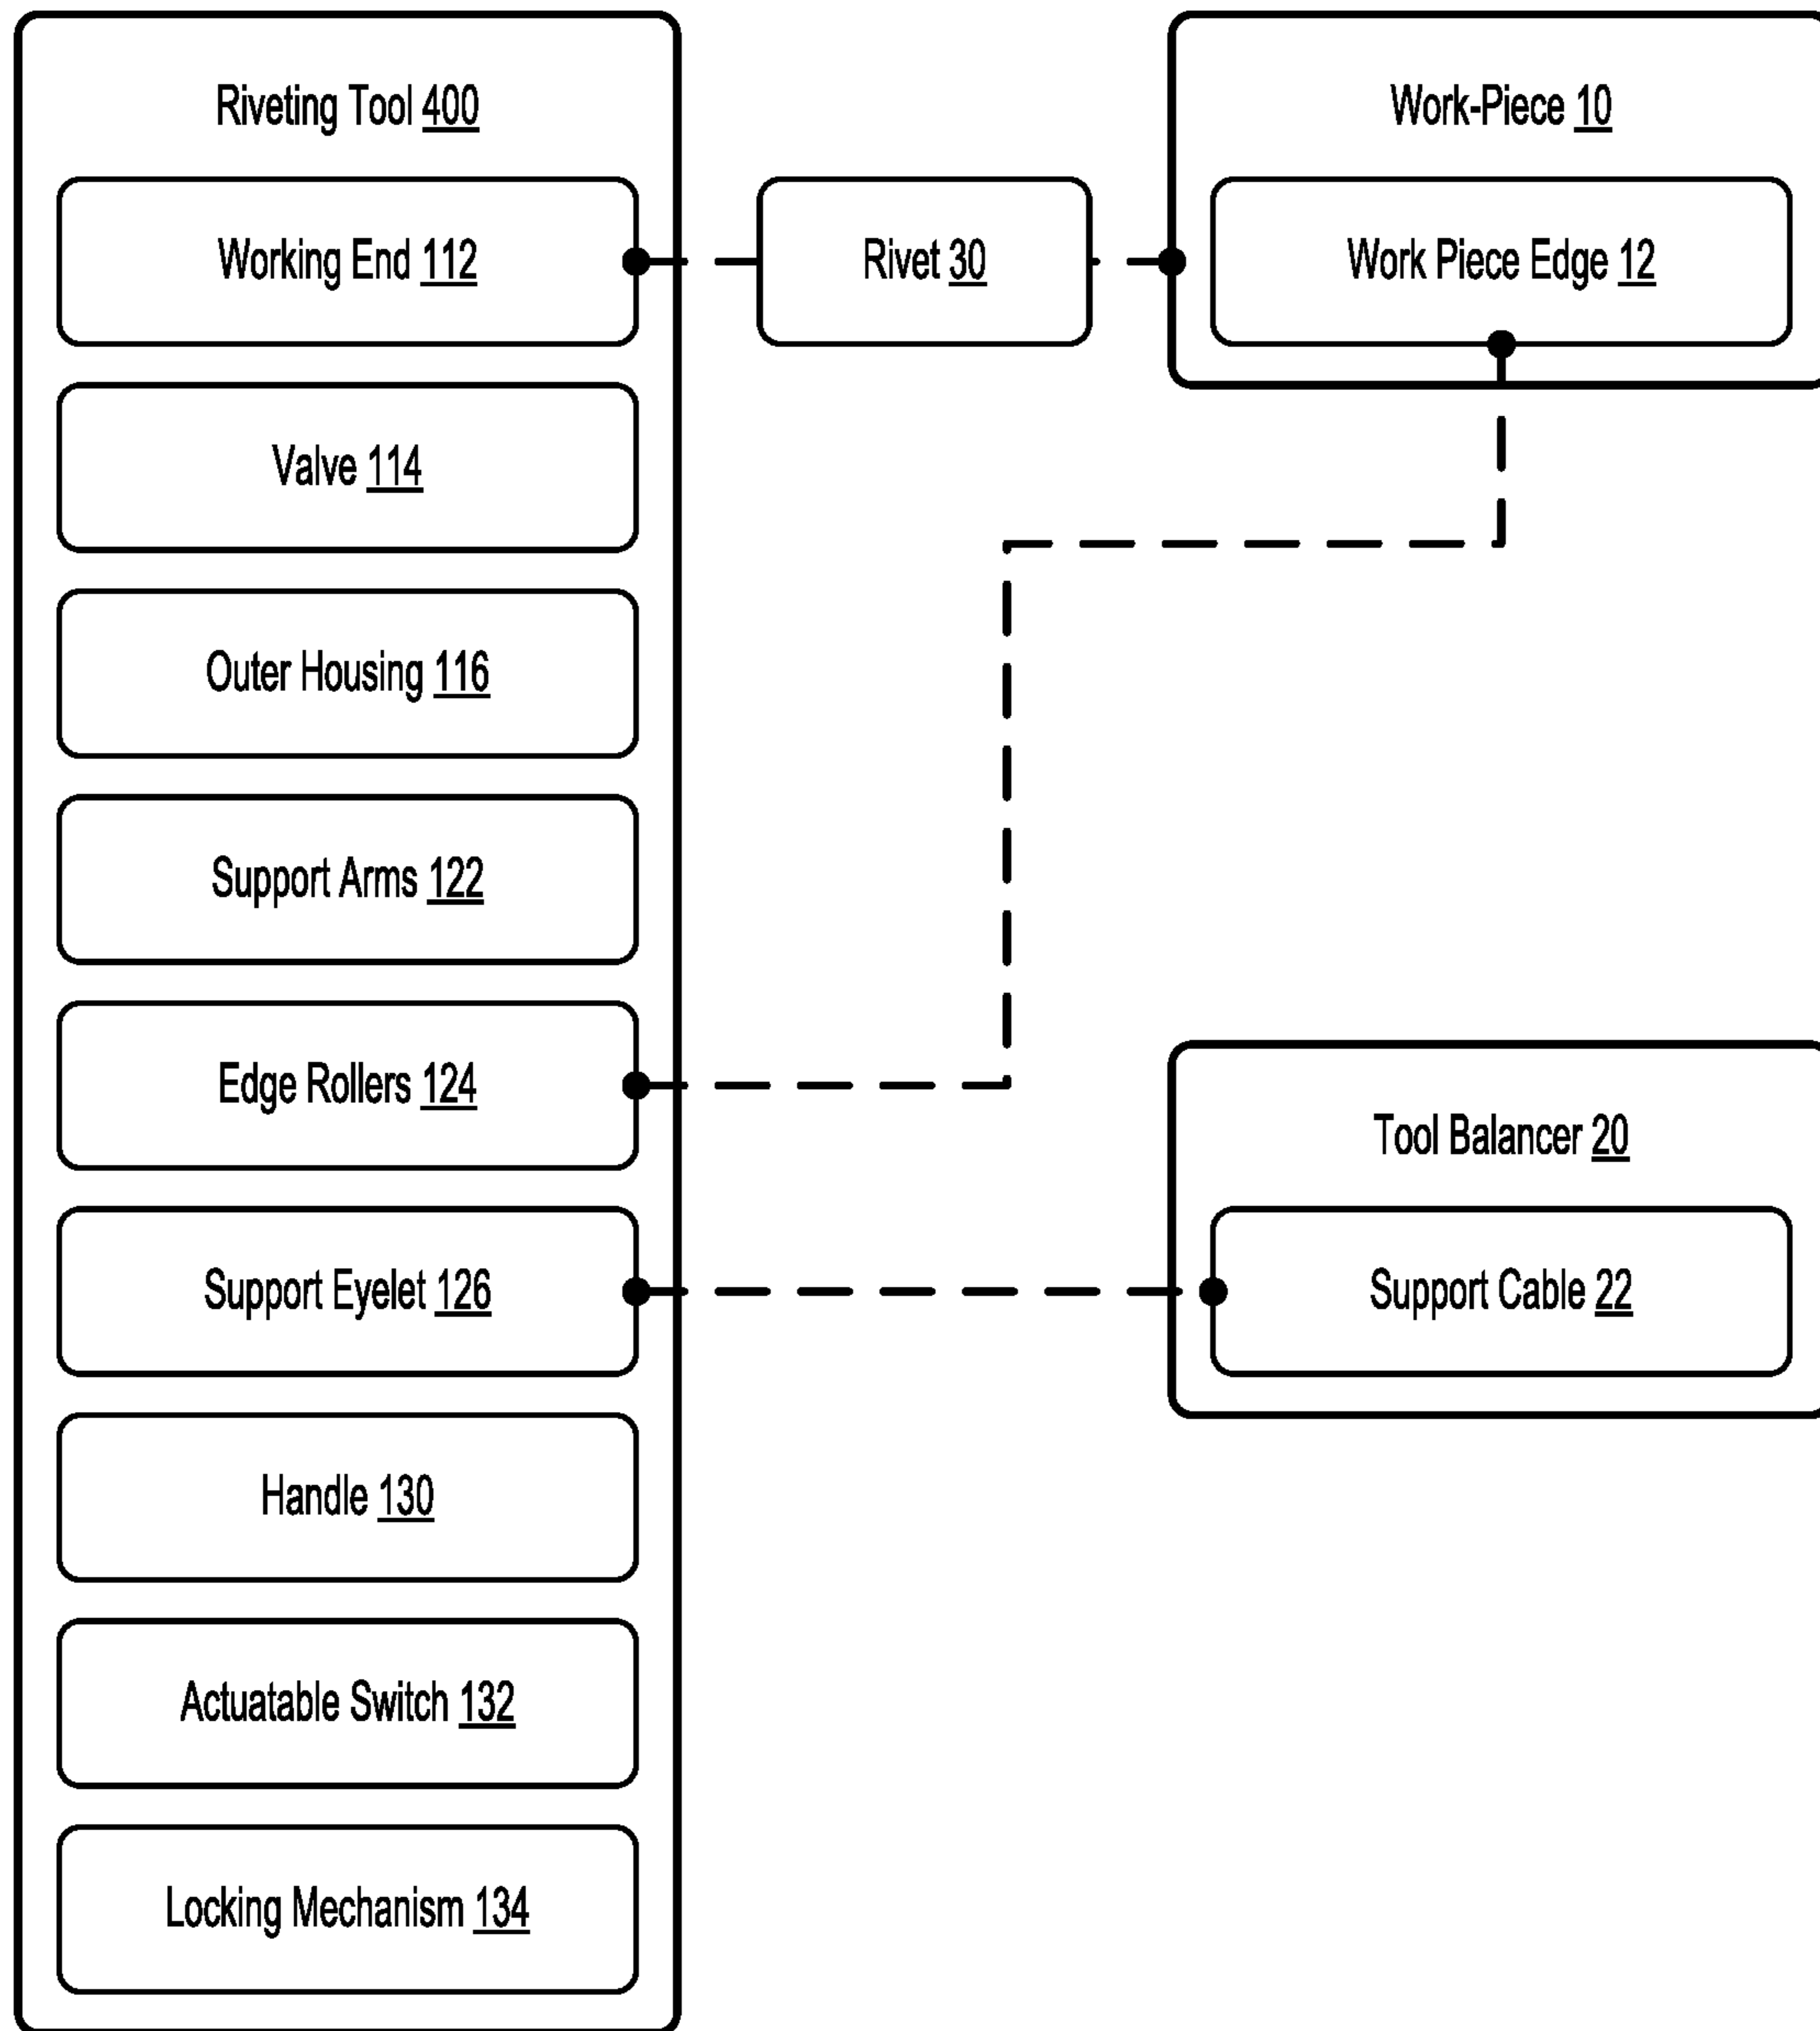 Riveting Tool 400
Working End 112
Valve 114
Outer Housing 116
Support Arms 122
Edge Rollers 124
Support Eyelet 126
Handle 130
Actuatable Switch 132
Locking Mechanism 134
Rivet 30
Work-Piece 10
Work Piece Edge 12
Tool Balancer 20
Support Cable 22